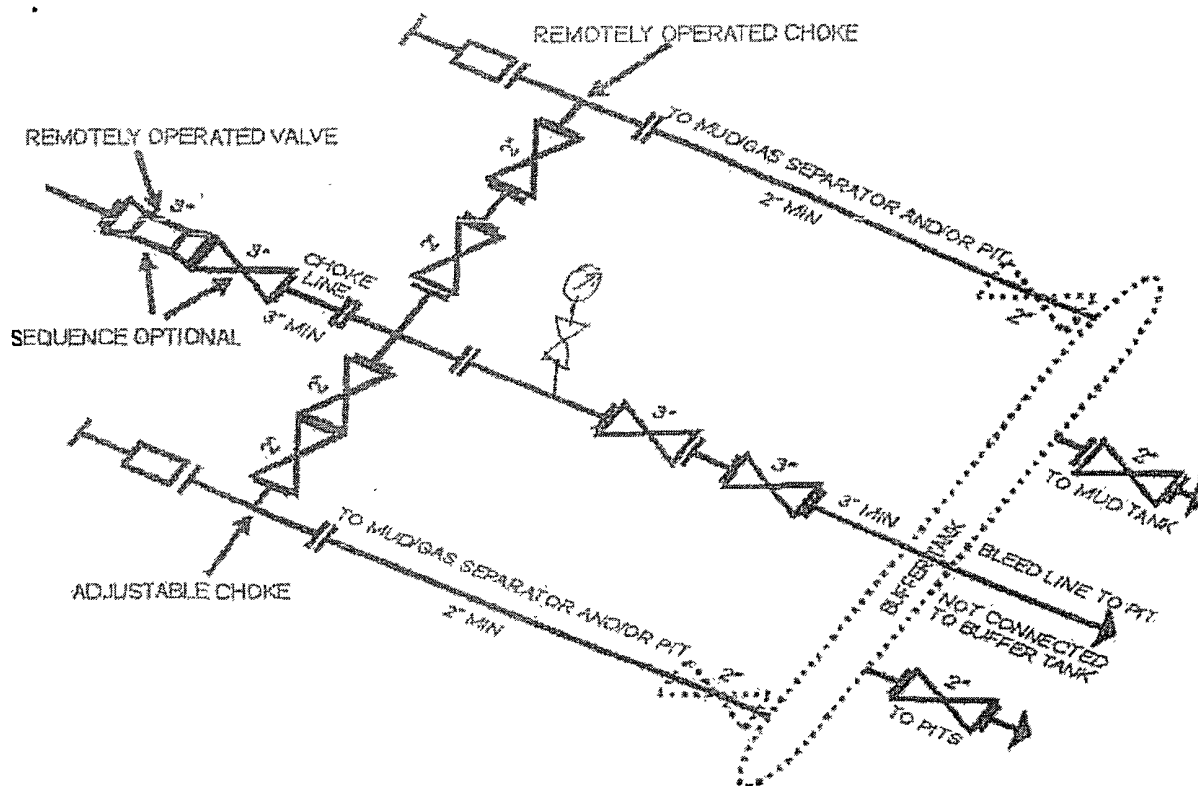 REMOTELY OPERATED CHOKE
REMOTELY OPERATED VALVE
3"
3"
2"
2"
TO MUD/GAS SEPARATOR AND/OR PIT
2" MIN
2"
CHOKE
LINE
3" MIN
SEQUENCE OPTIONAL
2"
2"
3"
3"
3" MIN
BUFFER TANK
2"
TO MUD TANK
BLEED LINE TO PIT
NOT CONNECTED
TO BUFFER TANK
ADJUSTABLE CHOKE
TO MUD/GAS SEPARATOR AND/OR PIT
2" MIN
2"
2"
TO PITS